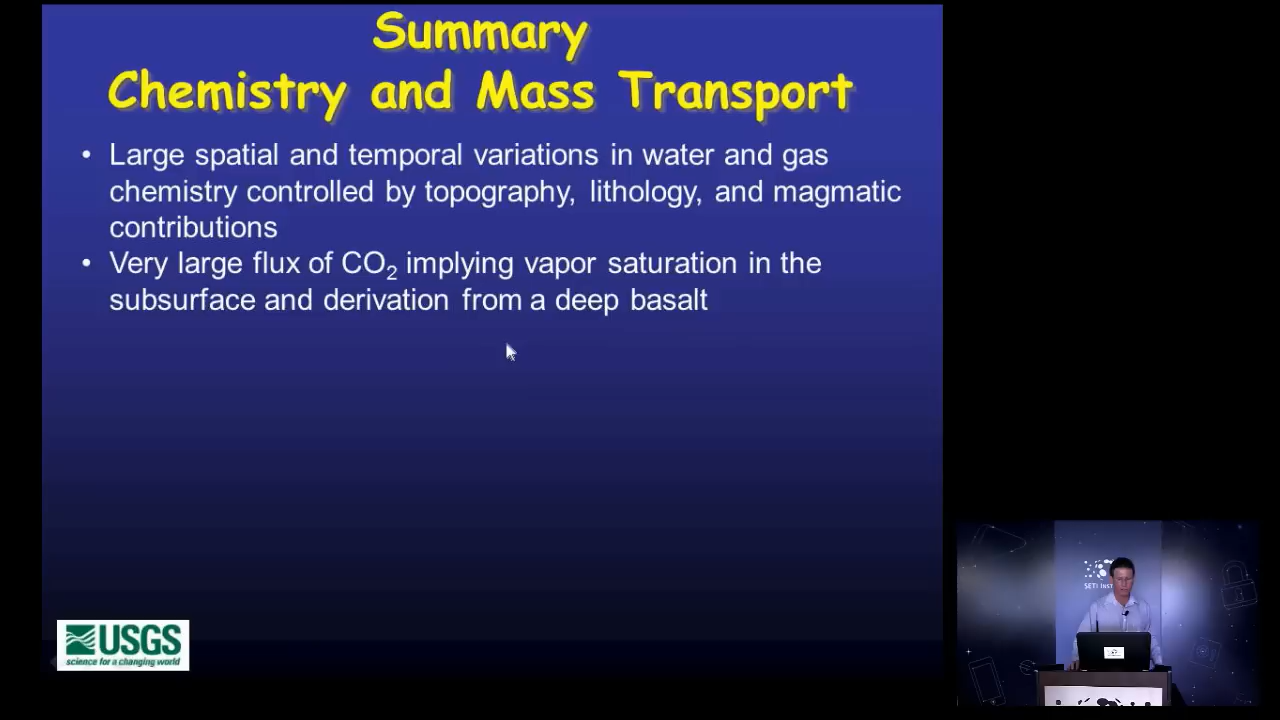 Summary
Chemistry and Mass Transport
• Large spatial and temporal variations in water and gas
chemistry controlled by topography, lithology, and magmatic
contributions
• Very large flux of CO₂ implying vapor saturation in the
subsurface and derivation from a deep basalt
USGS
science for a changing world
SETI INST